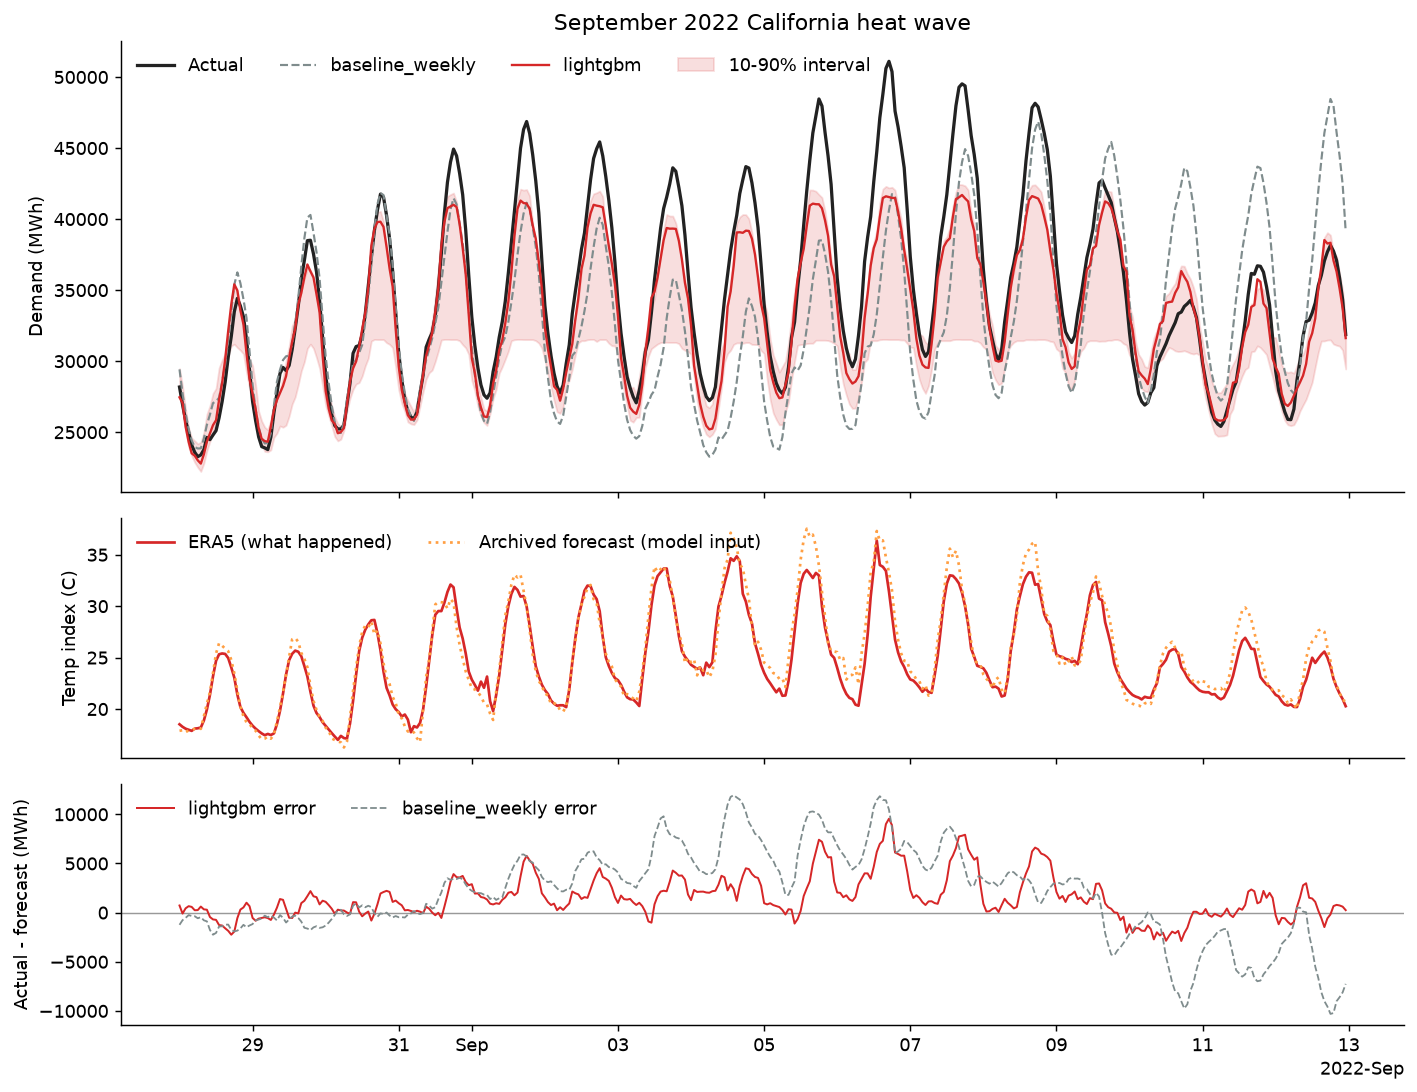 September 2022 California heat wave
Actual
baseline_weekly
lightgbm
10-90% interval
Demand (MWh)
50000
45000
40000
35000
30000
25000
ERA5 (what happened)
Archived forecast (model input)
Temp index (C)
35
30
25
20
lightgbm error
baseline_weekly error
Actual - forecast (MWh)
10000
5000
0
−5000
−10000
29
31
Sep
03
05
07
09
11
13
2022-Sep